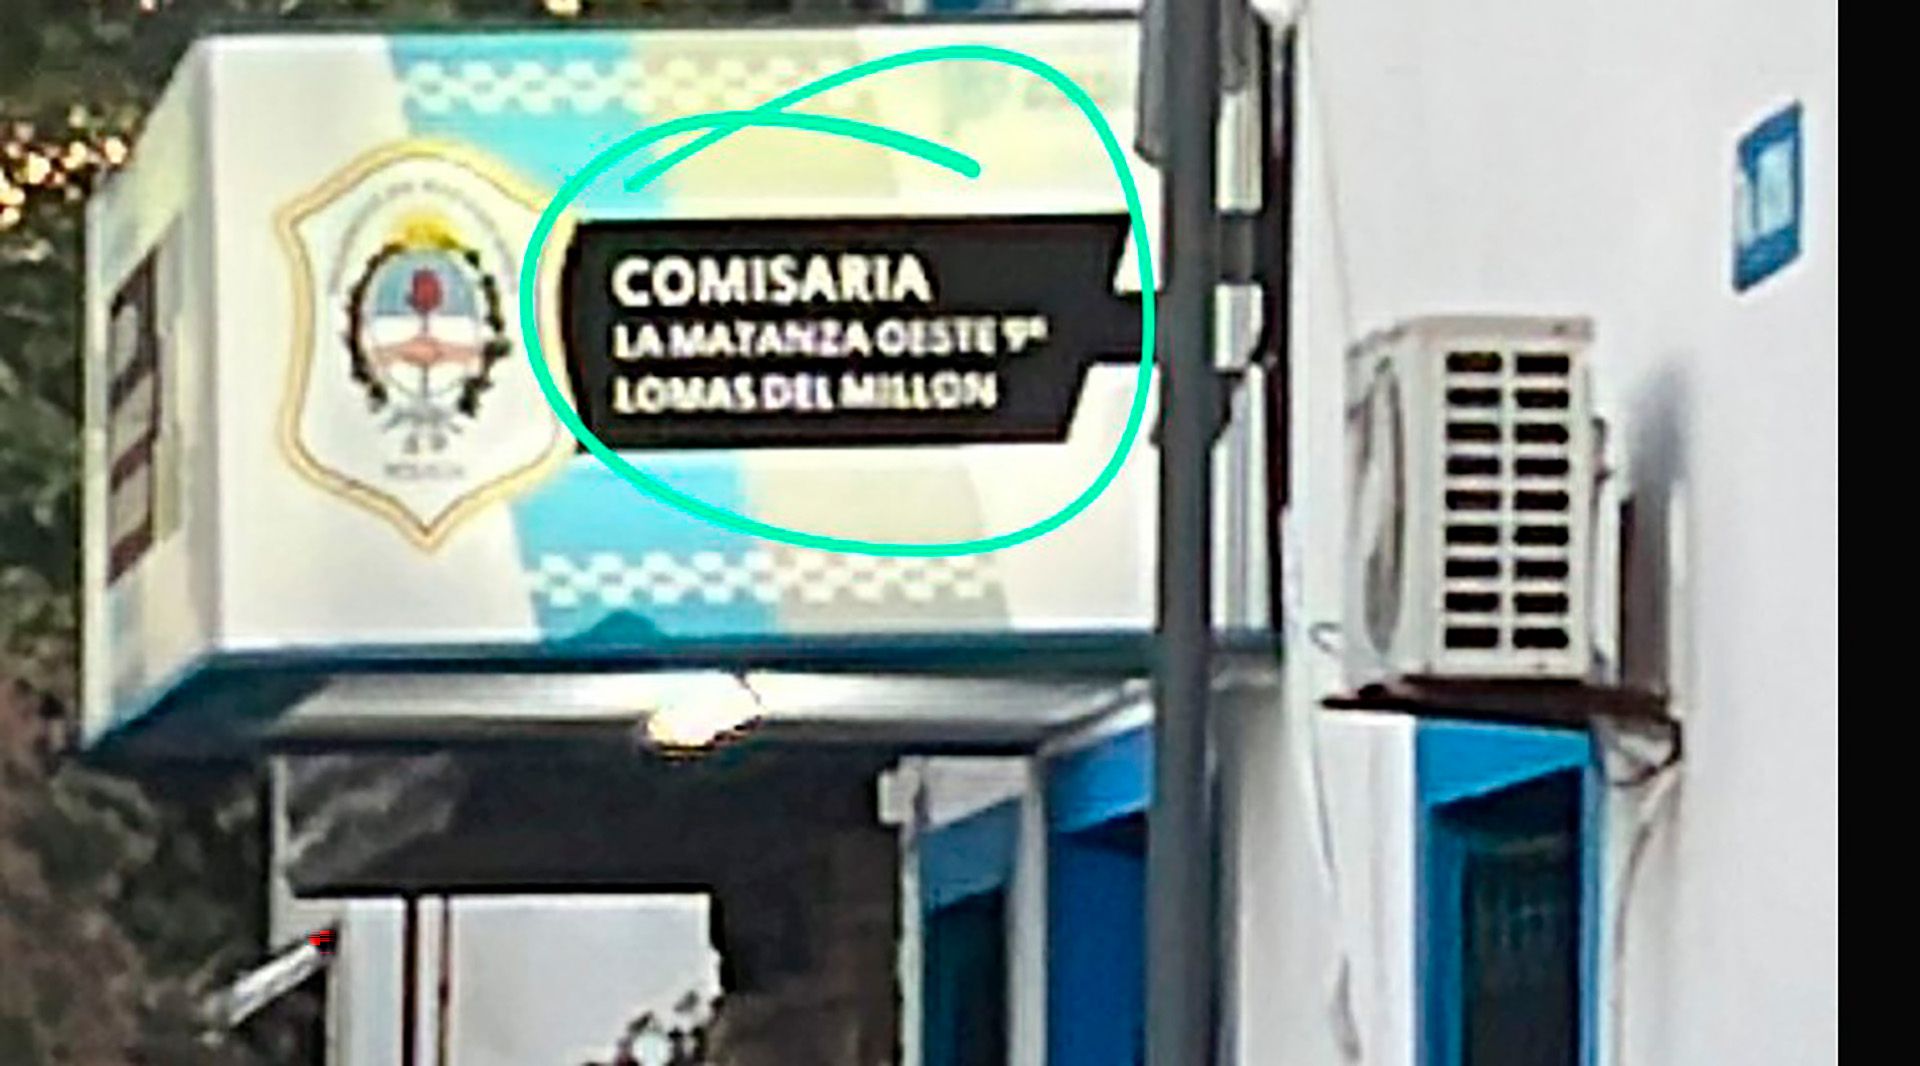 COMISARIA
LA MATANZA OESTE 9ª
LOMAS DEL MILLON